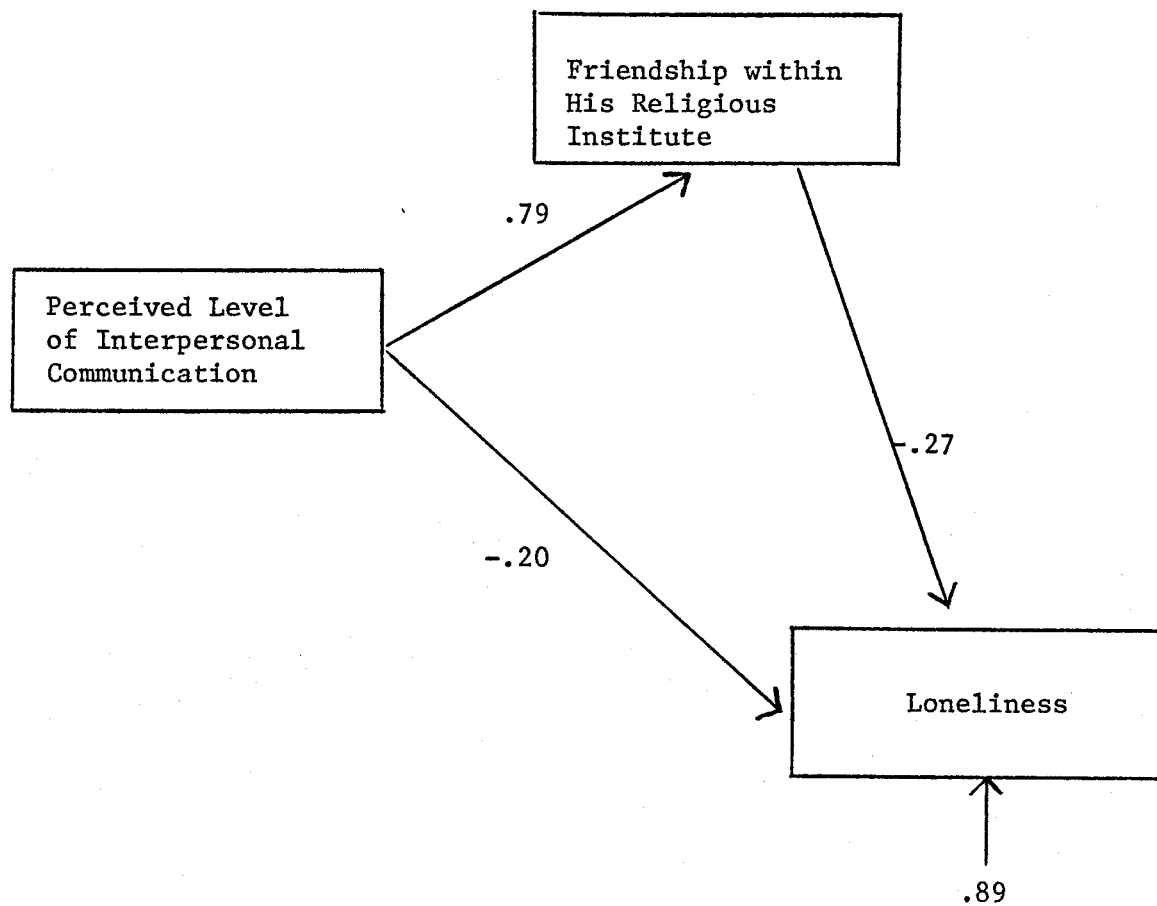 Friendship within
His Religious
Institute
.79
Perceived Level
of Interpersonal
Communication
-.27
-.20
Loneliness
.89